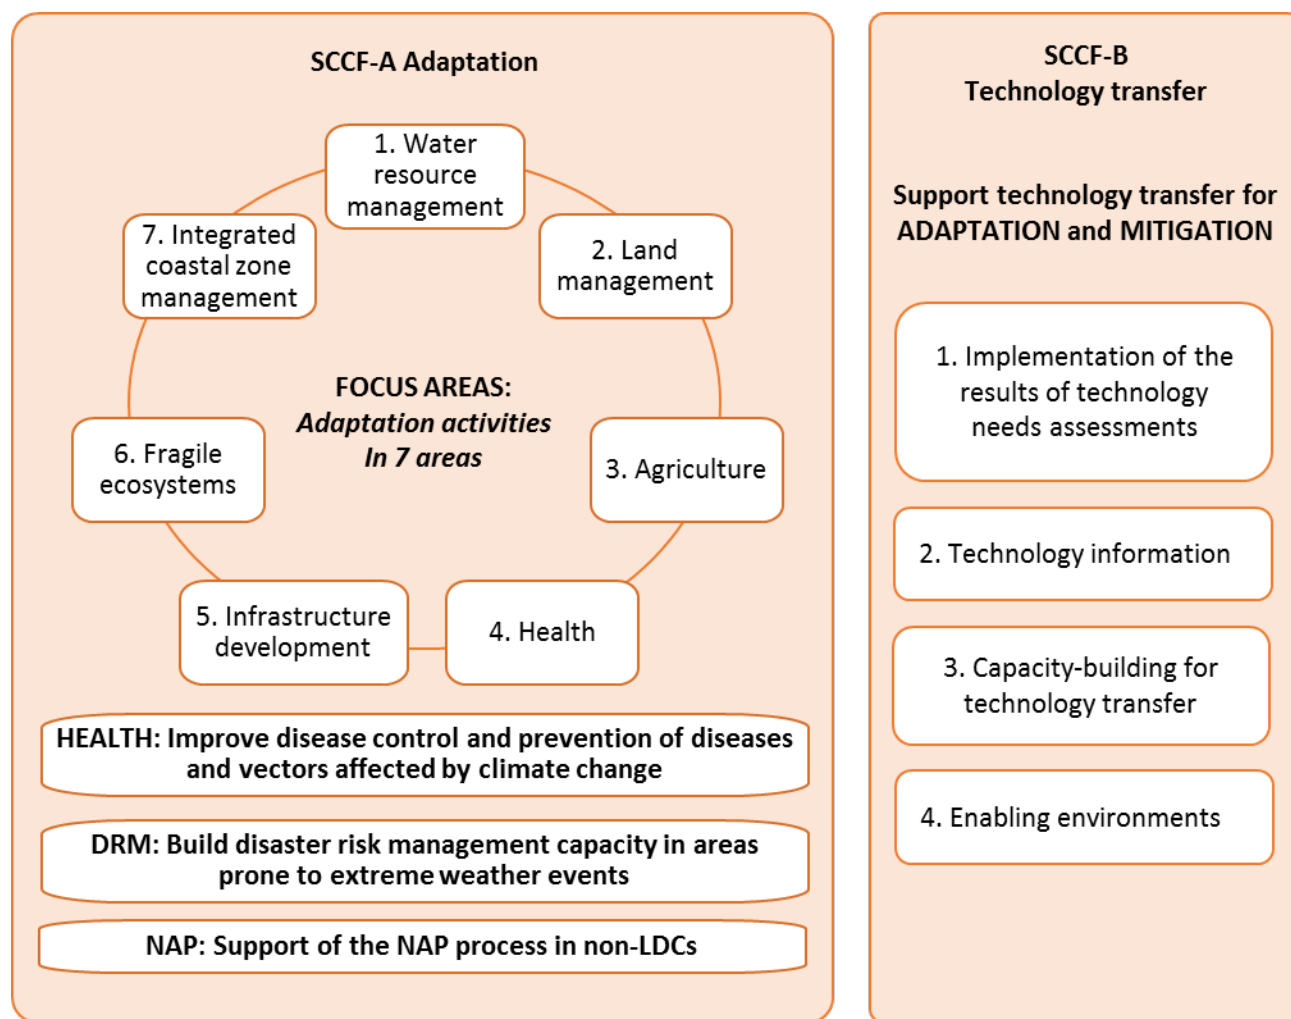 SCCF-A Adaptation
1. Water
resource
management
2. Land
management
3. Agriculture
4. Health
5. Infrastructure
development
6. Fragile
ecosystems
7. Integrated
coastal zone
management
FOCUS AREAS:
Adaptation activities
In 7 areas
HEALTH: Improve disease control and prevention of diseases
and vectors affected by climate change
DRM: Build disaster risk management capacity in areas
prone to extreme weather events
NAP: Support of the NAP process in non-LDCs
SCCF-B
Technology transfer
Support technology transfer for
ADAPTATION and MITIGATION
1. Implementation of the
results of technology
needs assessments
2. Technology information
3. Capacity-building for
technology transfer
4. Enabling environments